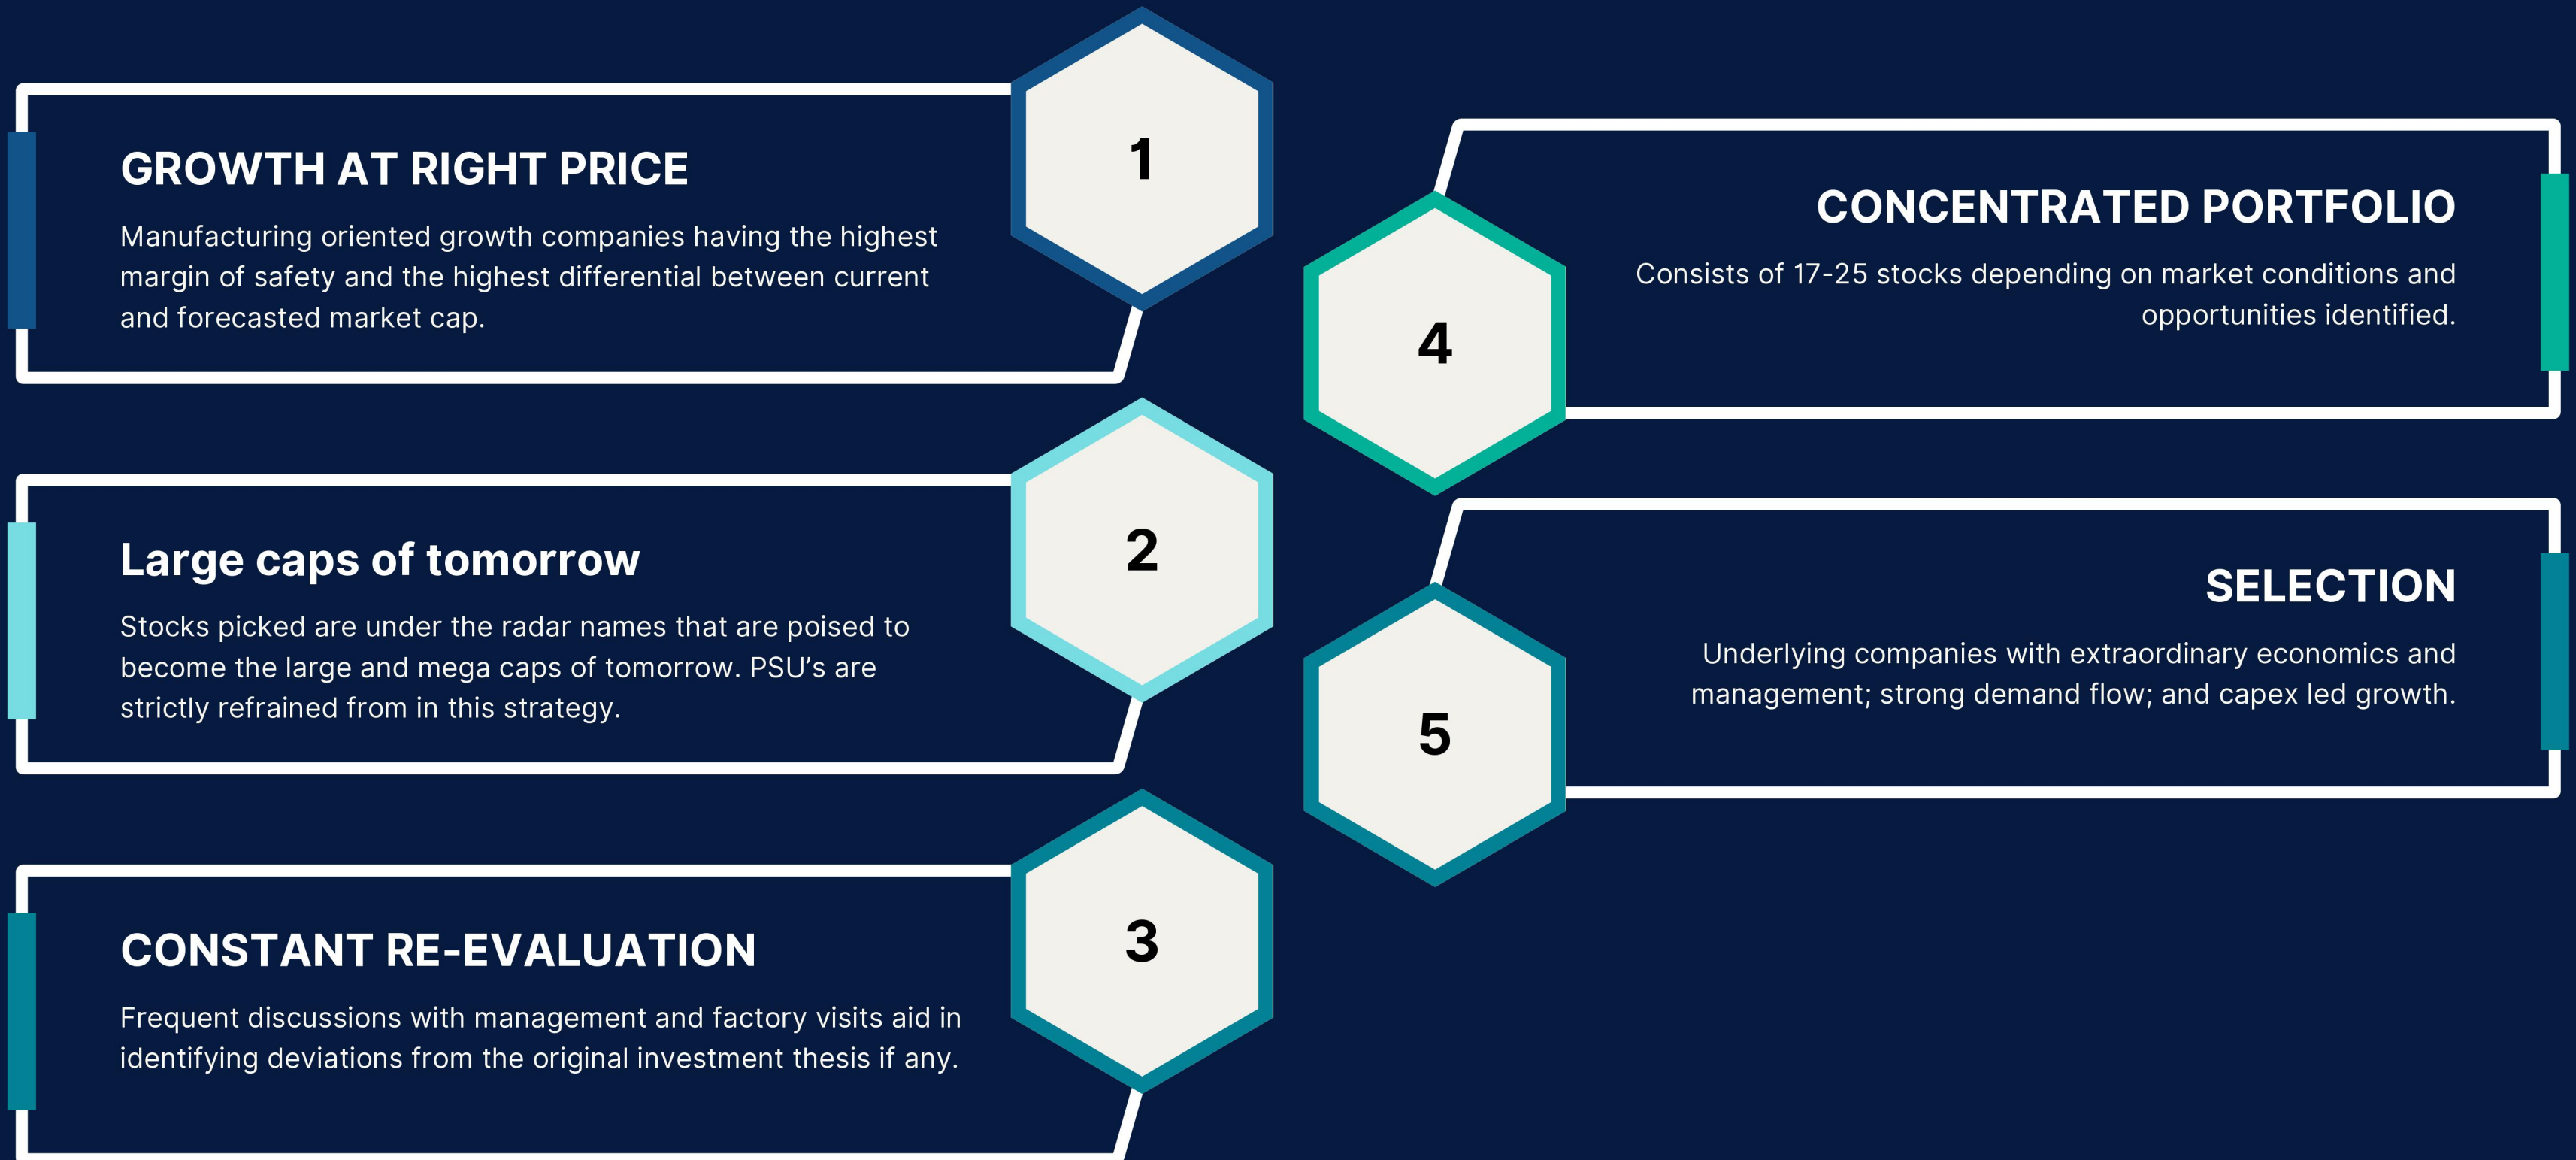 1
GROWTH AT RIGHT PRICE
Manufacturing oriented growth companies having the highest
margin of safety and the highest differential between current
and forecasted market cap.
2
Large caps of tomorrow
Stocks picked are under the radar names that are poised to
become the large and mega caps of tomorrow. PSU’s are
strictly refrained from in this strategy.
3
CONSTANT RE-EVALUATION
Frequent discussions with management and factory visits aid in
identifying deviations from the original investment thesis if any.
4
CONCENTRATED PORTFOLIO
Consists of 17-25 stocks depending on market conditions and
opportunities identified.
5
SELECTION
Underlying companies with extraordinary economics and
management; strong demand flow; and capex led growth.